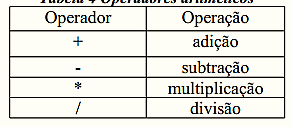 Tabela 4 Operadores aritméticos
Operador Operação
+ adição
- subtração
* multiplicação
/ divisão